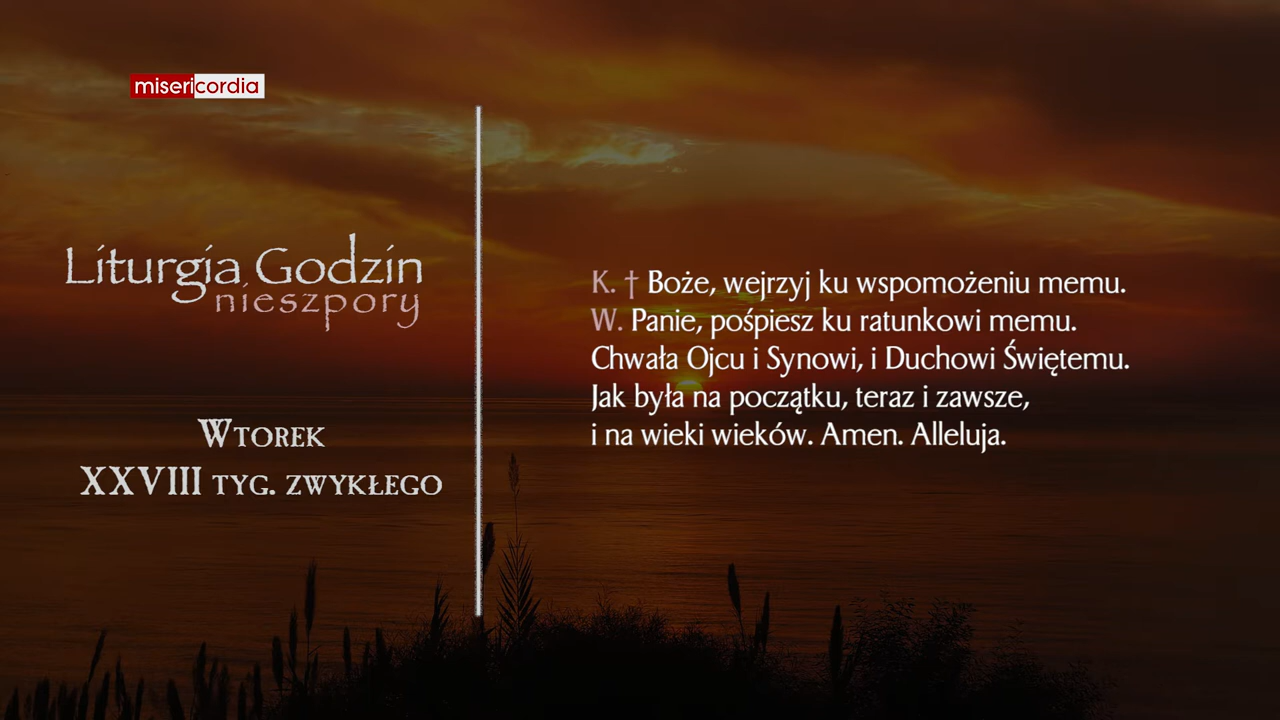 misericordia
Liturgia Godzin
nieszpory
Wtorek
XXVIII tyg. zwykłego
K. † Boże, wejrzyj ku wspomożeniu memu.
W. Panie, pośpiesz ku ratunkowi memu.
Chwała Ojcu i Synowi, i Duchowi Świętemu.
Jak była na początku, teraz i zawsze,
i na wieki wieków. Amen. Alleluja.